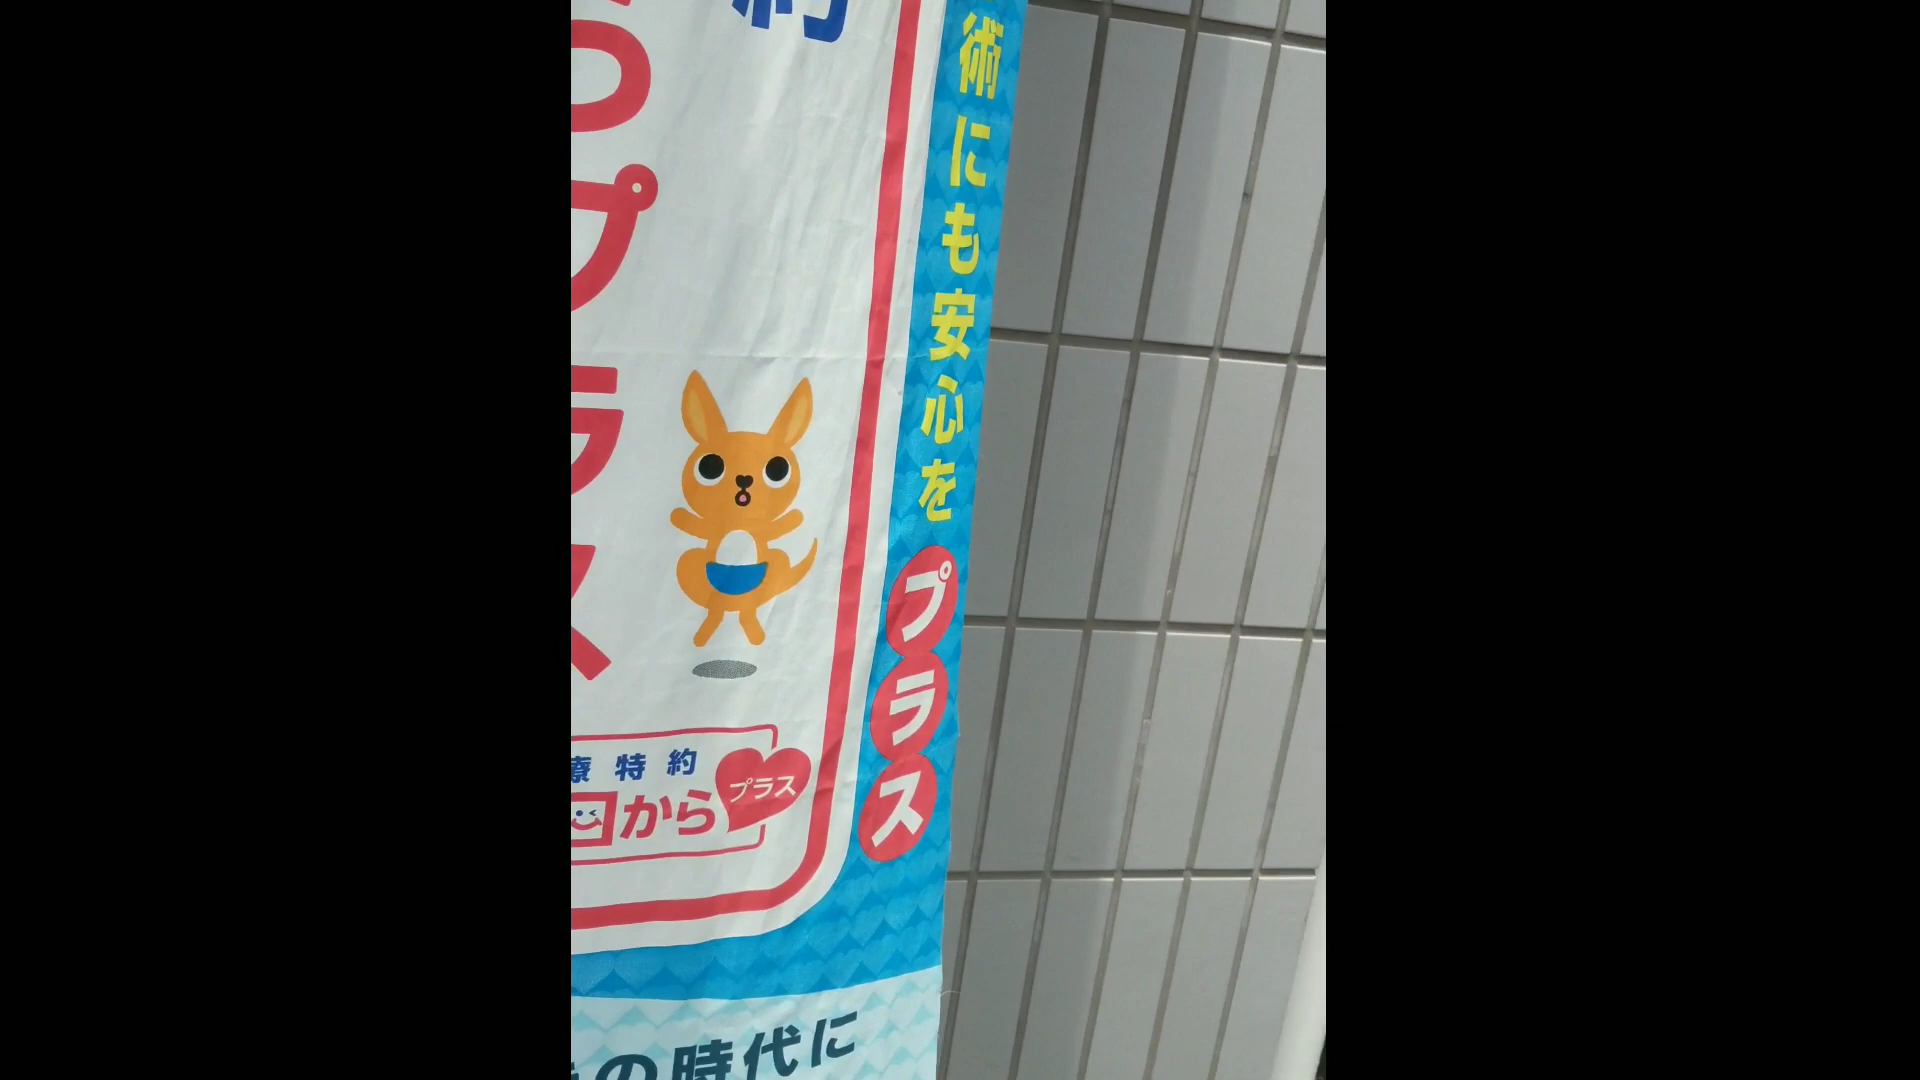 約
術にも安心をプラス
らプラス
療特約
から
プラス
の時代に